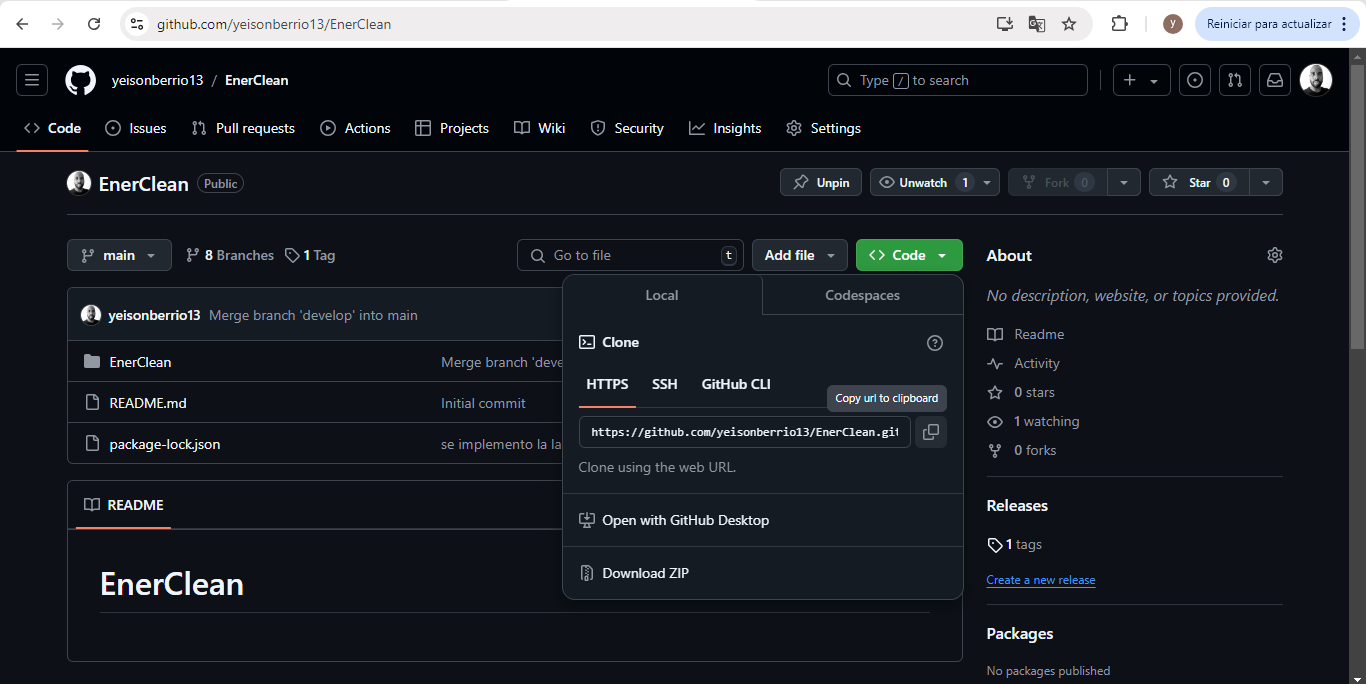 github.com/yeisonberrio13/EnerClean
y
Reiniciar para actualizar
yeisonberrio13 / EnerClean
Type / to search
Code
Issues
Pull requests
Actions
Projects
Wiki
Security
Insights
Settings
EnerClean Public
Unpin
Unwatch 1
Fork 0
Star 0
main
8 Branches
1 Tag
Go to file t
Add file
<> Code
yeisonberrio13 Merge branch 'develop' into main
EnerClean Merge branch 'deve
README.md Initial commit
package-lock.json se implemento la la
README
EnerClean
Local
Codespaces
Clone
HTTPS
SSH
GitHub CLI
Copy url to clipboard
https://github.com/yeisonberrio13/EnerClean.git
Clone using the web URL.
Open with GitHub Desktop
Download ZIP
About
No description, website, or topics provided.
Readme
Activity
0 stars
1 watching
0 forks
Releases
1 tags
Create a new release
Packages
No packages published